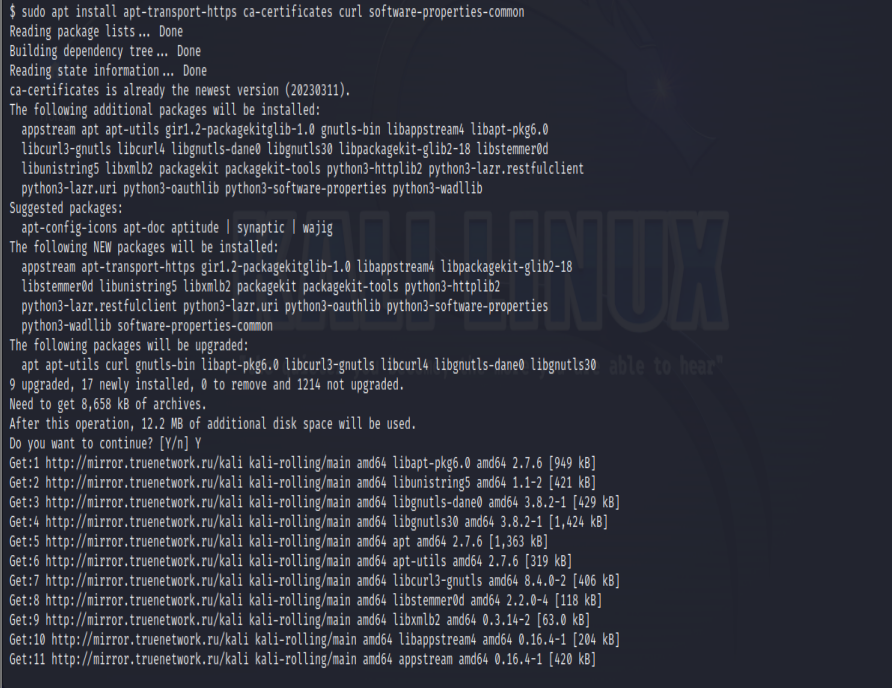 $ sudo apt install apt-transport-https ca-certificates curl software-properties-common
Reading package lists... Done
Building dependency tree... Done
Reading state information... Done
ca-certificates is already the newest version (20230311).
The following additional packages will be installed:
appstream apt apt-utils gir1.2-packagekitglib-1.0 gnutls-bin libappstream4 libapt-pkg6.0
libcurl3-gnutls libcurl4 libgnutls-dane0 libgnutls30 libpackagekit-glib2-18 libstemmer0d
libunistring5 libxmlb2 packagekit packagekit-tools python3-httplib2 python3-lazr.restfulclient
python3-lazr.uri python3-oauthlib python3-software-properties python3-wadllib
Suggested packages:
apt-config-icons apt-doc aptitude | synaptic | wajig
The following NEW packages will be installed:
appstream apt-transport-https gir1.2-packagekitglib-1.0 libappstream4 libpackagekit-glib2-18
libstemmer0d libunistring5 libxmlb2 packagekit packagekit-tools python3-httplib2
python3-lazr.restfulclient python3-lazr.uri python3-oauthlib python3-software-properties
python3-wadllib software-properties-common
The following packages will be upgraded:
apt apt-utils curl gnutls-bin libapt-pkg6.0 libcurl3-gnutls libcurl4 libgnutls-dane0 libgnutls30
9 upgraded, 17 newly installed, 0 to remove and 1214 not upgraded.
Need to get 8,658 kB of archives.
After this operation, 12.2 MB of additional disk space will be used.
Do you want to continue? [Y/n] Y
Get:1 http://mirror.truenetwork.ru/kali kali-rolling/main amd64 libapt-pkg6.0 amd64 2.7.6 [949 kB]
Get:2 http://mirror.truenetwork.ru/kali kali-rolling/main amd64 libunistring5 amd64 1.1-2 [421 kB]
Get:3 http://mirror.truenetwork.ru/kali kali-rolling/main amd64 libgnutls-dane0 amd64 3.8.2-1 [429 kB]
Get:4 http://mirror.truenetwork.ru/kali kali-rolling/main amd64 libgnutls30 amd64 3.8.2-1 [1,424 kB]
Get:5 http://mirror.truenetwork.ru/kali kali-rolling/main amd64 apt amd64 2.7.6 [1,363 kB]
Get:6 http://mirror.truenetwork.ru/kali kali-rolling/main amd64 apt-utils amd64 2.7.6 [319 kB]
Get:7 http://mirror.truenetwork.ru/kali kali-rolling/main amd64 libcurl3-gnutls amd64 8.4.0-2 [406 kB]
Get:8 http://mirror.truenetwork.ru/kali kali-rolling/main amd64 libstemmer0d amd64 2.2.0-4 [118 kB]
Get:9 http://mirror.truenetwork.ru/kali kali-rolling/main amd64 libxmlb2 amd64 0.3.14-2 [63.0 kB]
Get:10 http://mirror.truenetwork.ru/kali kali-rolling/main amd64 libappstream4 amd64 0.16.4-1 [204 kB]
Get:11 http://mirror.truenetwork.ru/kali kali-rolling/main amd64 appstream amd64 0.16.4-1 [420 kB]
KALI LINUX
able to hear"